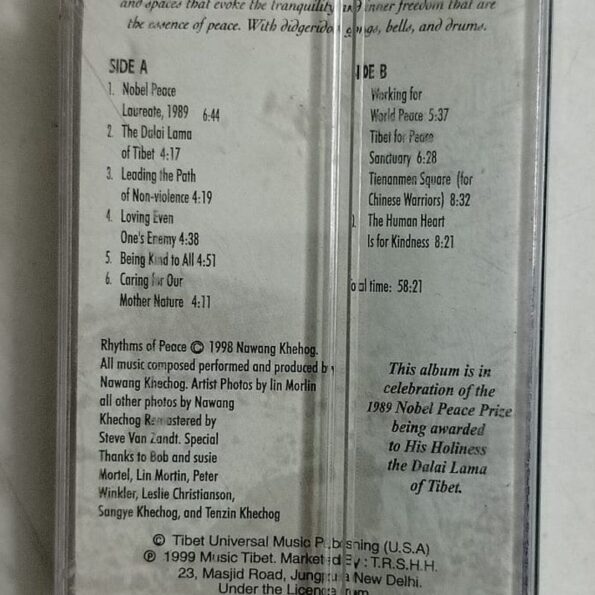 and spaces that evoke the tranquility and inner freedom that are
the essence of peace. With didgeridoo, gongs, bells, and drums.
SIDE A
1. Nobel Peace
Laureate, 1989 6:44
2. The Dalai Lama
of Tibet 4:17
3. Leading the Path
of Non-violence 4:19
4. Loving Even
One's Enemy 4:38
5. Being Kind to All 4:51
6. Caring For Our
Mother Nature 4:11
SIDE B
Working for
World Peace 5:37
Tibet for Peace
Sanctuary 6:28
Tienanmen Square (for
Chinese Warriors) 8:32
The Human Heart
Is for Kindness 8:21
Total time: 58:21
Rhythms of Peace © 1998 Nawang Khehog.
All music composed performed and produced by
Nawang Khechog. Artist Photos by Iin Morlin
all other photos by Nawang
Khechog Remastered by
Steve Van Zandt. Special
Thanks to Bob and susie
Mortel, Lin Mortin, Peter
Winkler, Leslie Christianson,
Sangye Khechog, and Tenzin Khechog
This album is in
celebration of the
1989 Nobel Peace Prize
being awarded
to His Holiness
the Dalai Lama
of Tibet.
© Tibet Universal Music Publishing (U.S.A)
℗ 1999 Music Tibet. Marketed By : T.R.S.H.H.
23, Masjid Road, Jungpura New Delhi.
Under the Licence From